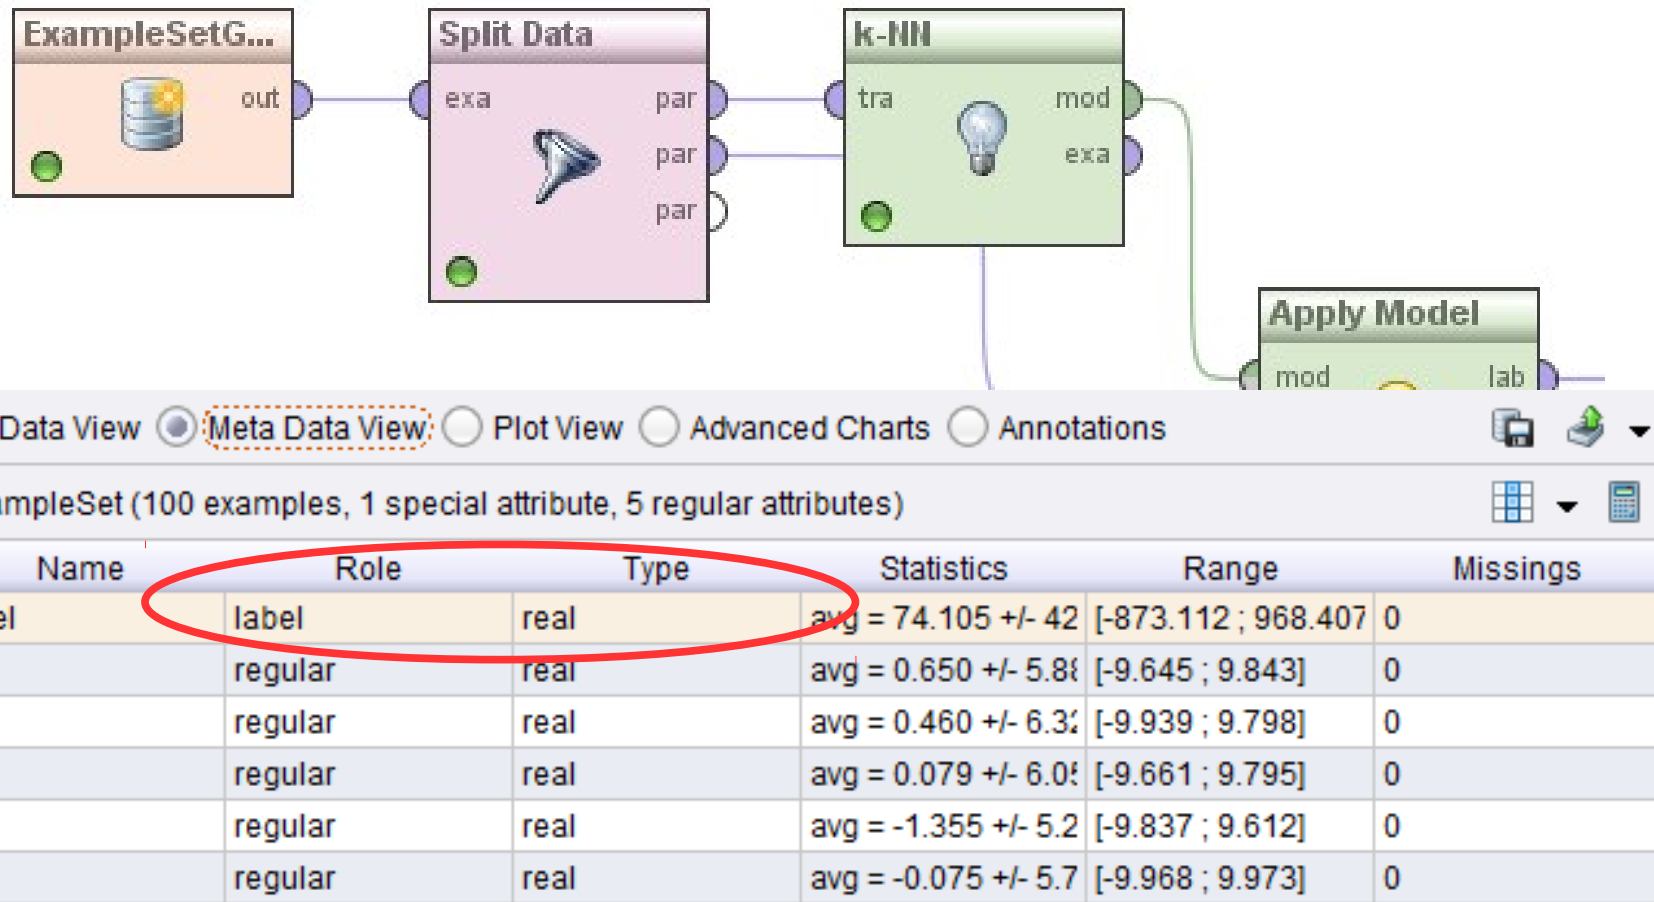 ExampleSetG...
Split Data
k-NN
out
exa
par
tra
mod
par
exa
par
Apply Model
mod
lab
Data View Meta Data View Plot View Advanced Charts Annotations
mpleSet (100 examples, 1 special attribute, 5 regular attributes)
Name Role Type Statistics Range Missings
el label real avg = 74.105 +/- 42 [-873.112 ; 968.407 0
regular real avg = 0.650 +/- 5.88 [-9.645 ; 9.843] 0
regular real avg = 0.460 +/- 6.32 [-9.939 ; 9.798] 0
regular real avg = 0.079 +/- 6.05 [-9.661 ; 9.795] 0
regular real avg = -1.355 +/- 5.2 [-9.837 ; 9.612] 0
regular real avg = -0.075 +/- 5.7 [-9.968 ; 9.973] 0